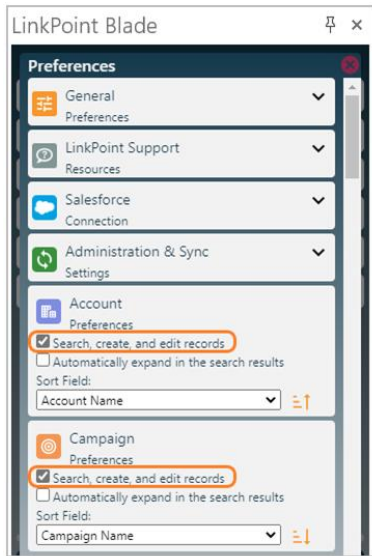 LinkPoint Blade
Preferences
General
Preferences
LinkPoint Support
Resources
Salesforce
Connection
Administration & Sync
Settings
Account
Preferences
Search, create, and edit records
Automatically expand in the search results
Sort Field:
Account Name
Campaign
Preferences
Search, create, and edit records
Automatically expand in the search results
Sort Field:
Campaign Name